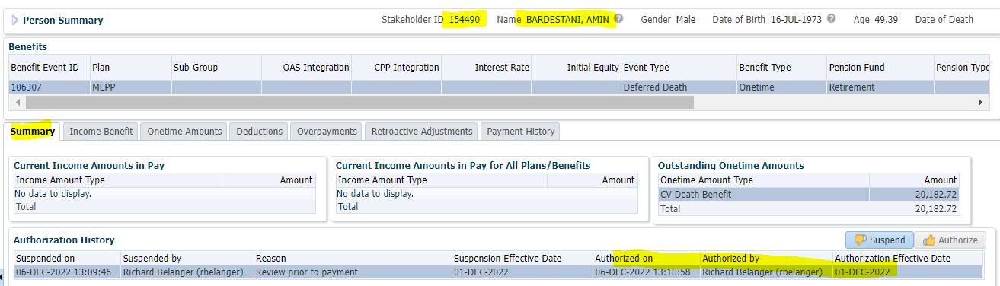 Person Summary Stakeholder ID 154490 Name BARDESTANI, AMIN Gender Male Date of Birth 16-JUL-1973 Age 49.39 Date of Death
Benefits
Benefit Event ID Plan Sub-Group OAS Integration CPP Integration Interest Rate Initial Equity Event Type Benefit Type Pension Fund Pension Type
106307 MEPP Deferred Death Onetime Retirement
Summary Income Benefit Onetime Amounts Deductions Overpayments Retroactive Adjustments Payment History
Current Income Amounts in Pay
Income Amount Type Amount
No data to display.
Total
Current Income Amounts in Pay for All Plans/Benefits
Income Amount Type Amount
No data to display.
Total
Outstanding Onetime Amounts
Onetime Amount Type Amount
CV Death Benefit 20,182.72
Total 20,182.72
Authorization History Suspend Authorize
Suspended on Suspended by Reason Suspension Effective Date Authorized on Authorized by Authorization Effective Date
06-DEC-2022 13:09:46 Richard Belanger (rbelanger) Review prior to payment 01-DEC-2022 06-DEC-2022 13:10:58 Richard Belanger (rbelanger) 01-DEC-2022